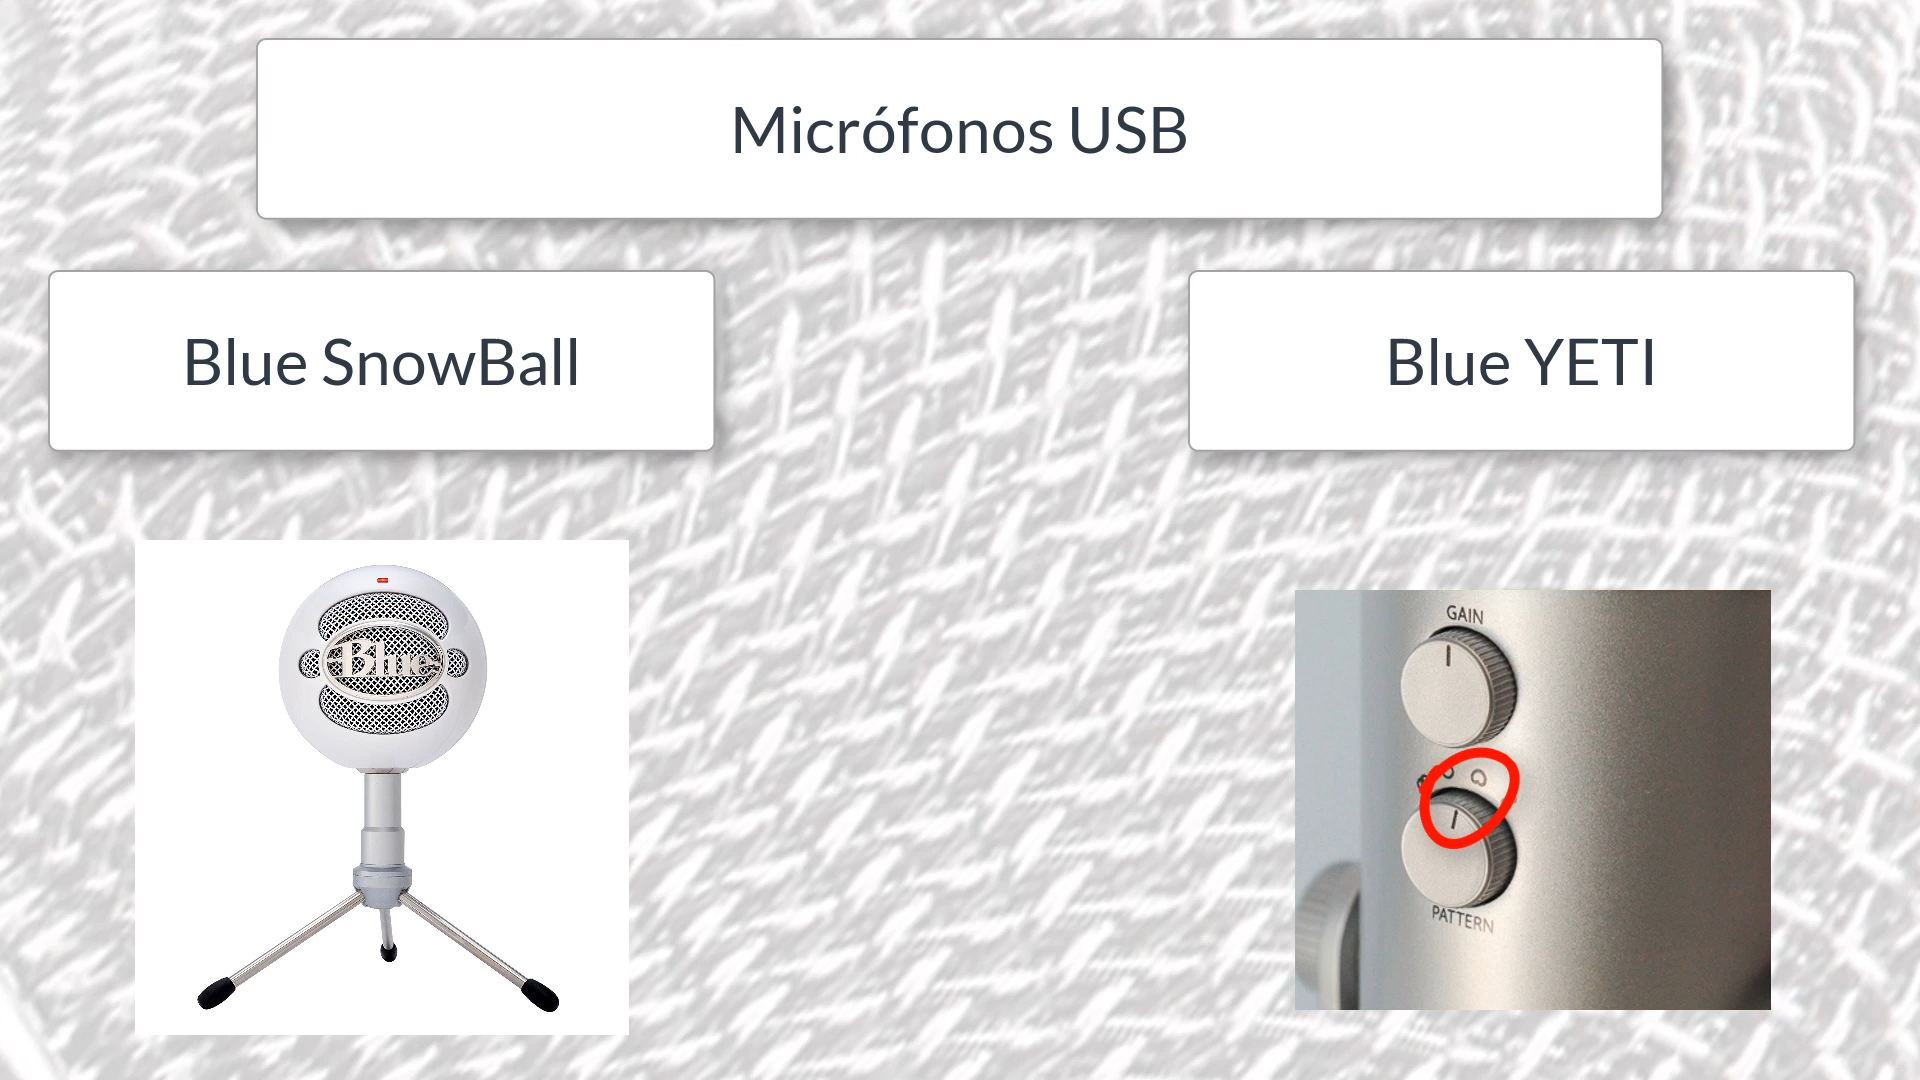 Micrófonos USB
Blue SnowBall
Blue YETI
Blue
GAIN
PATTERN